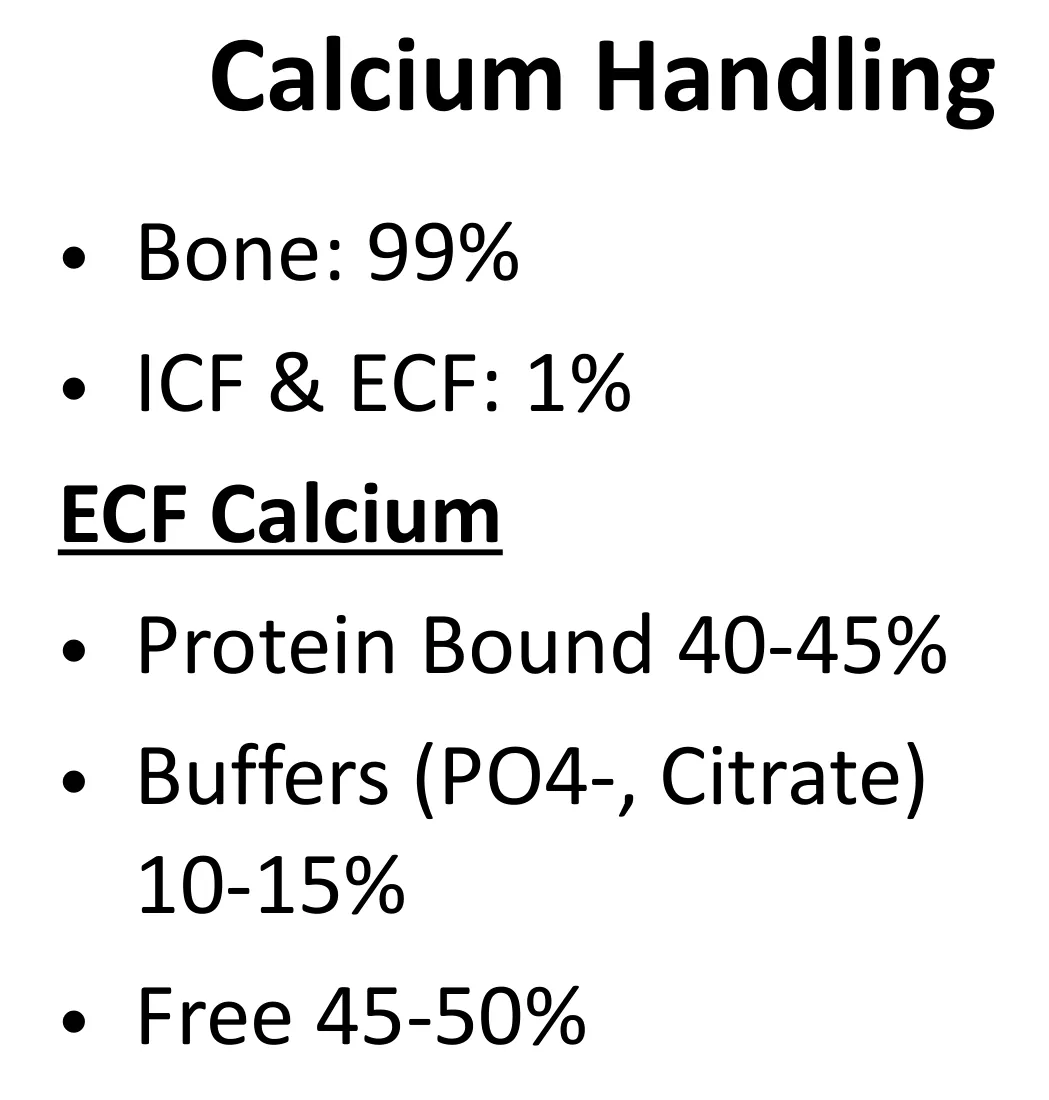 Calcium Handling
• Bone: 99%
• ICF & ECF: 1%
ECF Calcium
• Protein Bound 40-45%
• Buffers (PO4-, Citrate)
10-15%
• Free 45-50%